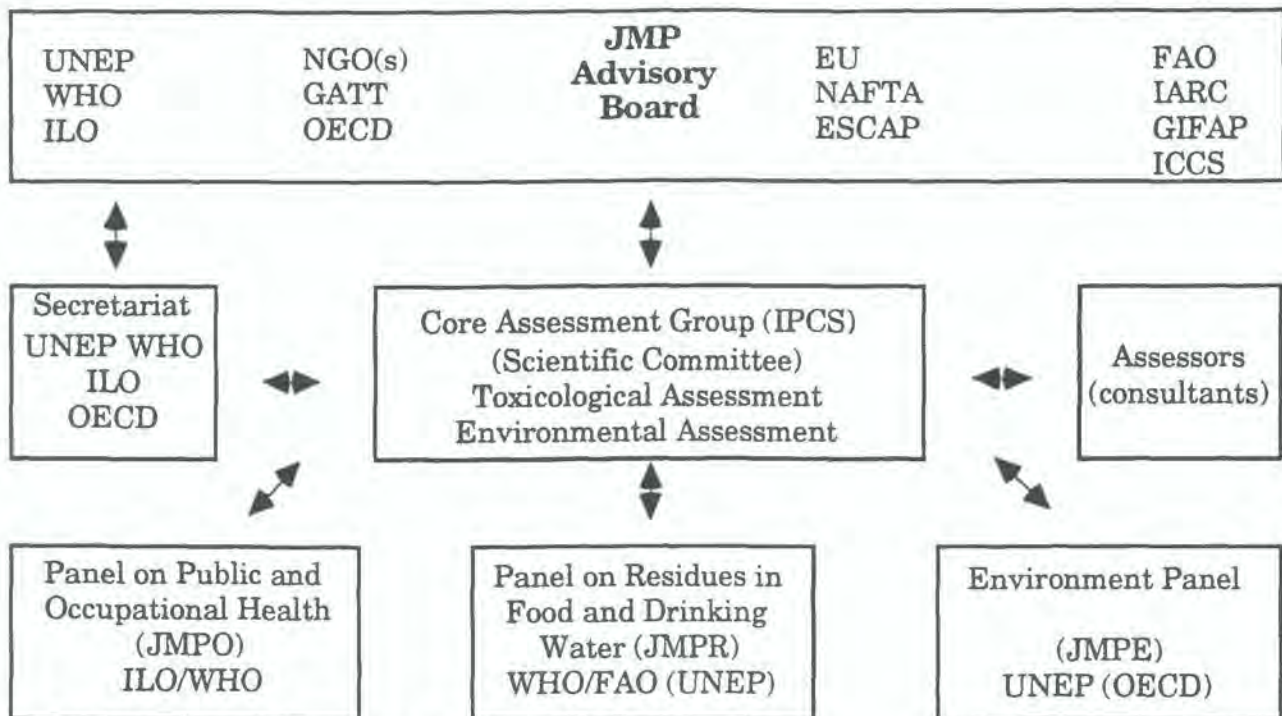 JMP
Advisory
Board
UNEP
WHO
ILO
NGO(s)
GATT
OECD
EU
NAFTA
ESCAP
FAO
IARC
GIFAP
ICCS
Secretariat
UNEP WHO
ILO
OECD
Core Assessment Group (IPCS)
(Scientific Committee)
Toxicological Assessment
Environmental Assessment
Assessors
(consultants)
Panel on Public and
Occupational Health
(JMPO)
ILO/WHO
Panel on Residues in
Food and Drinking
Water (JMPR)
WHO/FAO (UNEP)
Environment Panel
(JMPE)
UNEP (OECD)